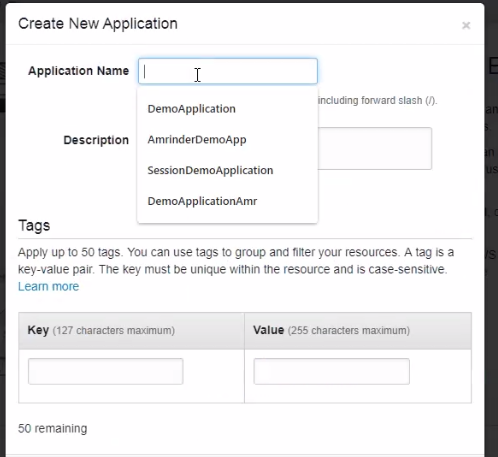 Create New Application
×
Application Name
DemoApplication
including forward slash (/).
AmrinderDemoApp
Description
SessionDemoApplication
DemoApplicationAmr
Tags
Apply up to 50 tags. You can use tags to group and filter your resources. A tag is a
key-value pair. The key must be unique within the resource and is case-sensitive.
Learn more
Key (127 characters maximum) Value (255 characters maximum)
50 remaining